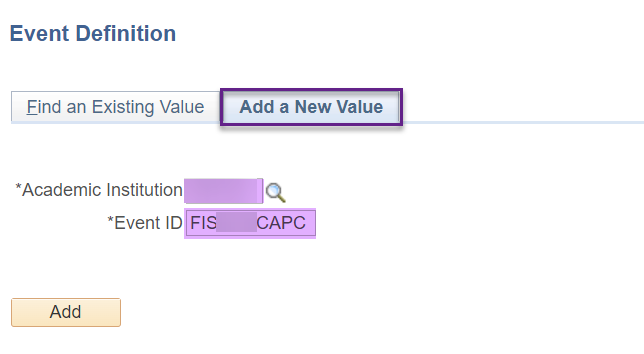 Event Definition
Find an Existing Value Add a New Value
*Academic Institution
*Event ID FIS CAPC
Add